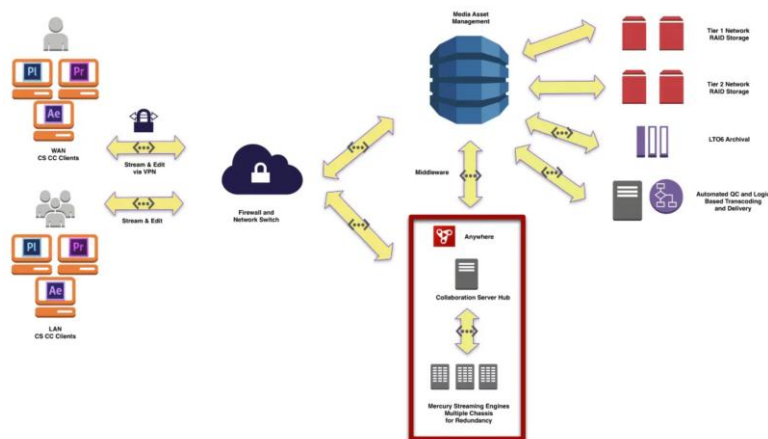 Pl
Pr
Ae
WAN
CS CC Clients
Stream & Edit
via VPN
Pl
Pr
Ae
LAN
CS CC Clients
Stream & Edit
Firewall and
Network Switch
Media Asset
Management
Middleware
Anywhere
Collaboration Server Hub
Mercury Streaming Engines
Multiple Chassis
for Redundancy
Tier 1 Network
RAID Storage
Tier 2 Network
RAID Storage
LTO6 Archival
Automated QC and Logic
Based Transcoding
and Delivery